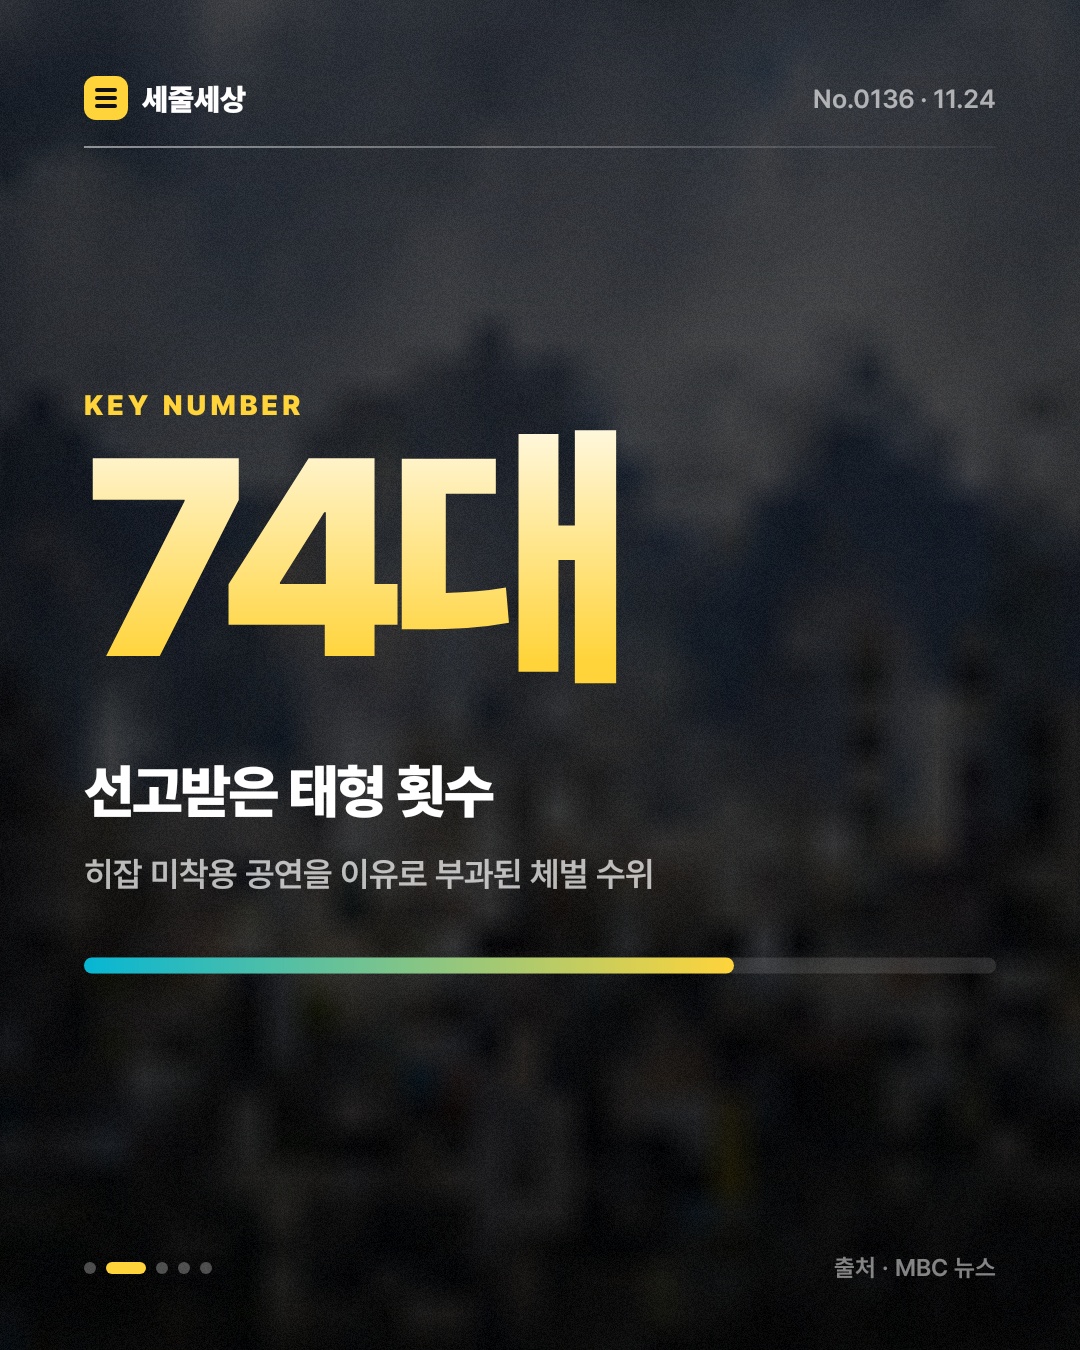 세줄세상
No.0136 · 11.24
KEY NUMBER
74대
선고받은 태형 횟수
히잡 미착용 공연을 이유로 부과된 체벌 수위
출처 · MBC 뉴스